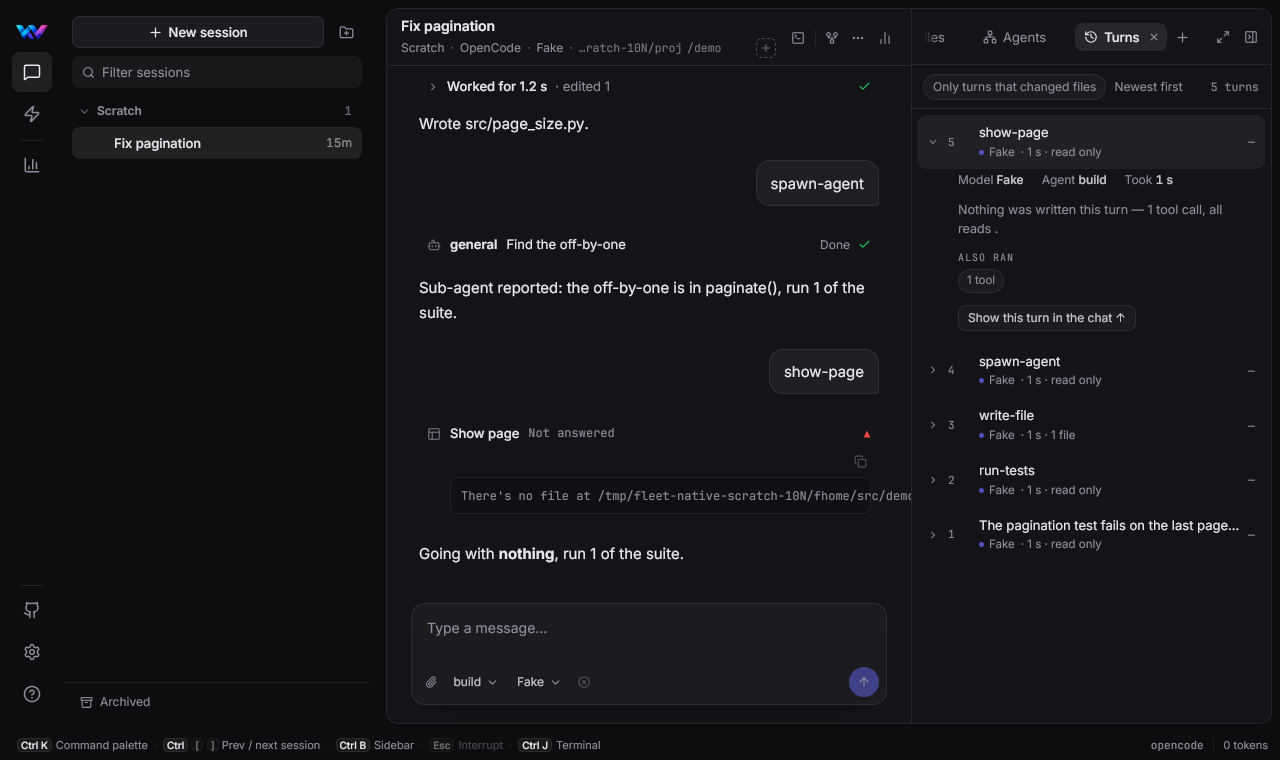 New session
Filter sessions
Scratch 1
Fix pagination 15m
Archived
Fix pagination
Scratch · OpenCode · Fake · …ratch-10N/proj /demo
Worked for 1.2 s · edited 1
Wrote src/page_size.py.
spawn-agent
general Find the off-by-one Done
Sub-agent reported: the off-by-one is in paginate(), run 1 of the
suite.
show-page
Show page Not answered
There's no file at /tmp/fleet-native-scratch-10N/fhome/src/demo
Going with nothing, run 1 of the suite.
Type a message...
build Fake
les Agents Turns
Only turns that changed files Newest first 5 turns
5 show-page
Fake · 1 s · read only –
Model Fake Agent build Took 1 s
Nothing was written this turn — 1 tool call, all
reads .
ALSO RAN
1 tool
Show this turn in the chat ↑
4 spawn-agent
Fake · 1 s · read only –
3 write-file
Fake · 1 s · 1 file –
2 run-tests
Fake · 1 s · read only –
1 The pagination test fails on the last page...
Fake · 1 s · read only –
Ctrl K Command palette · Ctrl [ ] Prev / next session · Ctrl B Sidebar · Esc Interrupt · Ctrl J Terminal
opencode 0 tokens